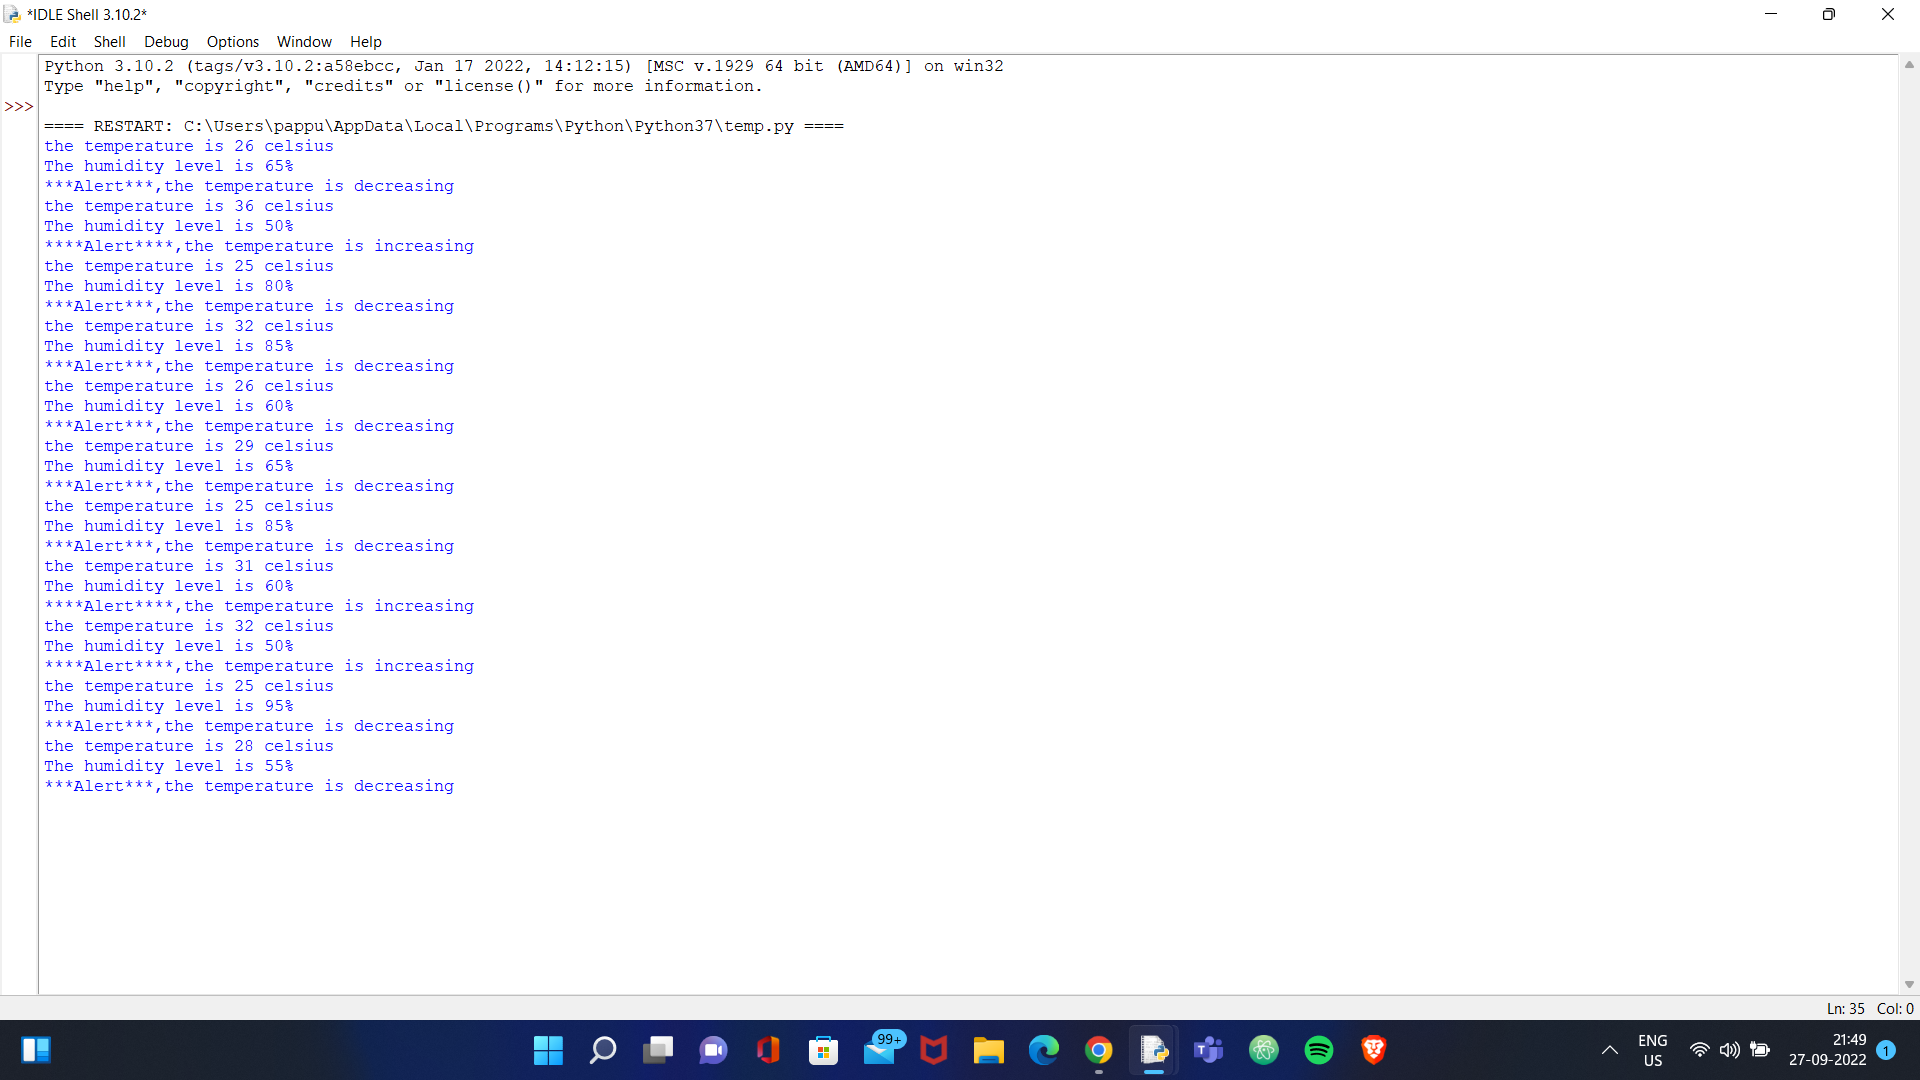 *IDLE Shell 3.10.2*
File Edit Shell Debug Options Window Help
Python 3.10.2 (tags/v3.10.2:a58ebcc, Jan 17 2022, 14:12:15) [MSC v.1929 64 bit (AMD64)] on win32
Type "help", "copyright", "credits" or "license()" for more information.
>>>
==== RESTART: C:\Users\pappu\AppData\Local\Programs\Python\Python37\temp.py ====
the temperature is 26 celsius
The humidity level is 65%
***Alert***,the temperature is decreasing
the temperature is 36 celsius
The humidity level is 50%
****Alert****,the temperature is increasing
the temperature is 25 celsius
The humidity level is 80%
***Alert***,the temperature is decreasing
the temperature is 32 celsius
The humidity level is 85%
***Alert***,the temperature is decreasing
the temperature is 26 celsius
The humidity level is 60%
***Alert***,the temperature is decreasing
the temperature is 29 celsius
The humidity level is 65%
***Alert***,the temperature is decreasing
the temperature is 25 celsius
The humidity level is 85%
***Alert***,the temperature is decreasing
the temperature is 31 celsius
The humidity level is 60%
****Alert****,the temperature is increasing
the temperature is 32 celsius
The humidity level is 50%
****Alert****,the temperature is increasing
the temperature is 25 celsius
The humidity level is 95%
***Alert***,the temperature is decreasing
the temperature is 28 celsius
The humidity level is 55%
***Alert***,the temperature is decreasing
Ln: 35 Col: 0
99+
ENG
US
21:49
27-09-2022
1